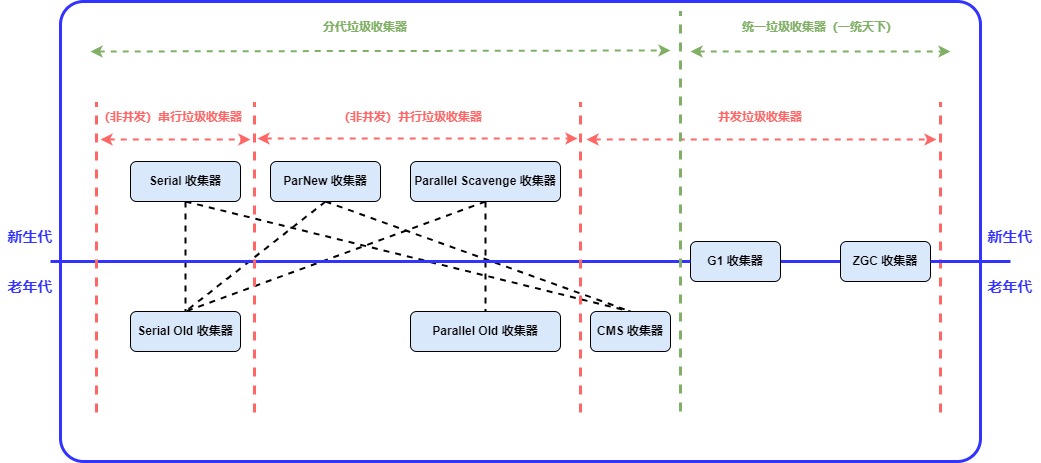 分代垃圾收集器
统一垃圾收集器（一统天下）
（非并发）串行垃圾收集器
（非并发）并行垃圾收集器
并发垃圾收集器
Serial 收集器
ParNew 收集器
Parallel Scavenge 收集器
新生代
新生代
G1 收集器
ZGC 收集器
老年代
老年代
Serial Old 收集器
Parallel Old 收集器
CMS 收集器